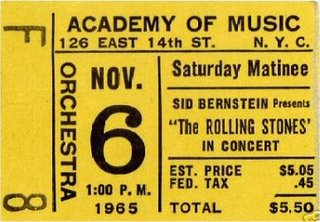 ACADEMY OF MUSIC
126 EAST 14TH ST. N.Y.C.
F 8
ORCHESTRA
NOV.
6
1:00 P.M.
1965
Saturday Matinee
SID BERNSTEIN Presents
"The ROLLING STONES'
IN CONCERT
EST. PRICE $5.05
FED. TAX .45
TOTAL $5.50